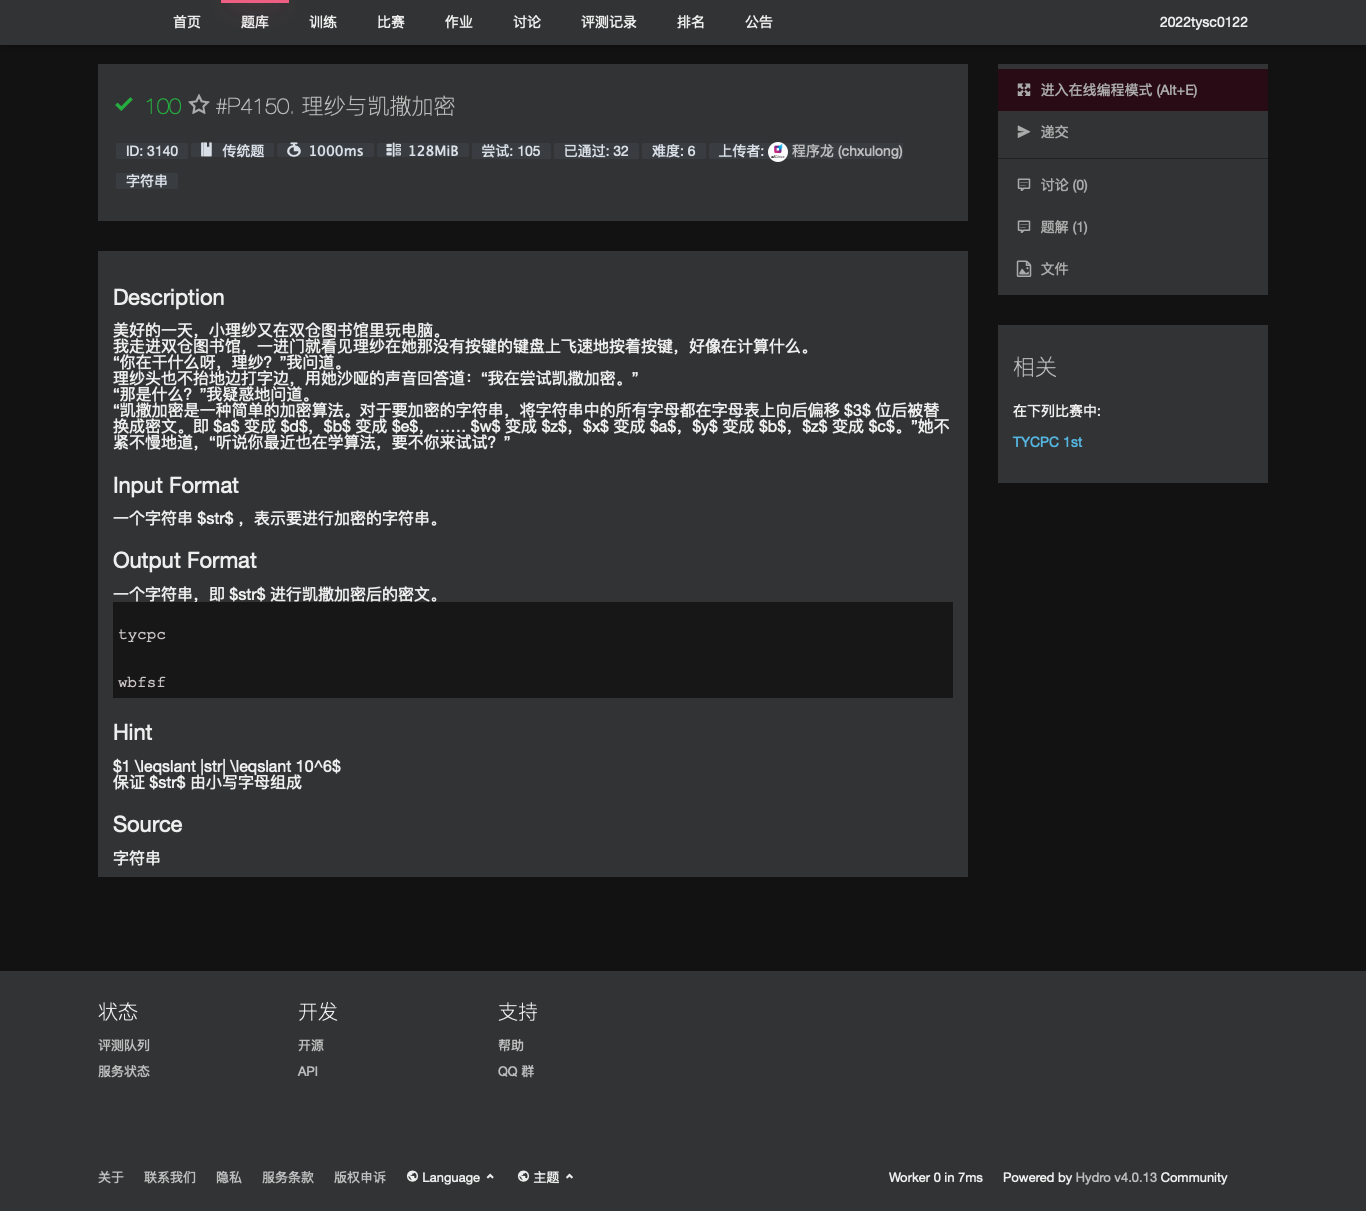 首页 题库 训练 比赛 作业 讨论 评测记录 排名 公告 2022tysc0122
100 #P4150. 理纱与凯撒加密
ID: 3140 传统题 1000ms 128MiB 尝试: 105 已通过: 32 难度: 6 上传者: 程序龙 (chxulong)
字符串
Description
美好的一天，小理纱又在双仓图书馆里玩电脑。
我走进双仓图书馆，一进门就看见理纱在她那没有按键的键盘上飞速地按着按键，好像在计算什么。
“你在干什么呀，理纱？”我问道。
理纱头也不抬地边打字边，用她沙哑的声音回答道：“我在尝试凯撒加密。”
“那是什么？”我疑惑地问道。
“凯撒加密是一种简单的加密算法。对于要加密的字符串，将字符串中的所有字母都在字母表上向后偏移 $3$ 位后被替
换成密文。即 $a$ 变成 $d$，$b$ 变成 $e$，…… $w$ 变成 $z$，$x$ 变成 $a$，$y$ 变成 $b$，$z$ 变成 $c$。”她不
紧不慢地道，“听说你最近也在学算法，要不你来试试？”
Input Format
一个字符串 $str$ ，表示要进行加密的字符串。
Output Format
一个字符串，即 $str$ 进行凯撒加密后的密文。
tycpc
wbfsf
Hint
$1 \leqslant |str| \leqslant 10^6$
保证 $str$ 由小写字母组成
Source
字符串
进入在线编程模式 (Alt+E)
递交
讨论 (0)
题解 (1)
文件
相关
在下列比赛中:
TYCPC 1st
状态
评测队列
服务状态
开发
开源
API
支持
帮助
QQ 群
关于 联系我们 隐私 服务条款 版权申诉 Language 主题 Worker 0 in 7ms Powered by Hydro v4.0.13 Community